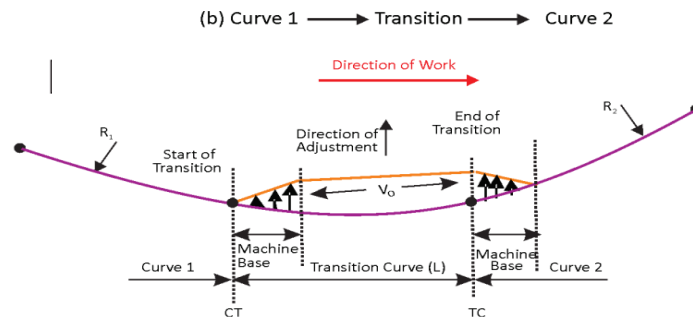 (b) Curve 1 Transition Curve 2
Direction of Work
R1
Start of
Transition
Direction of
Adjustment
End of
Transition
R2
Vo
Machine
Base
Machine
Base
Curve 1
Transition Curve (L)
Curve 2
CT
TC